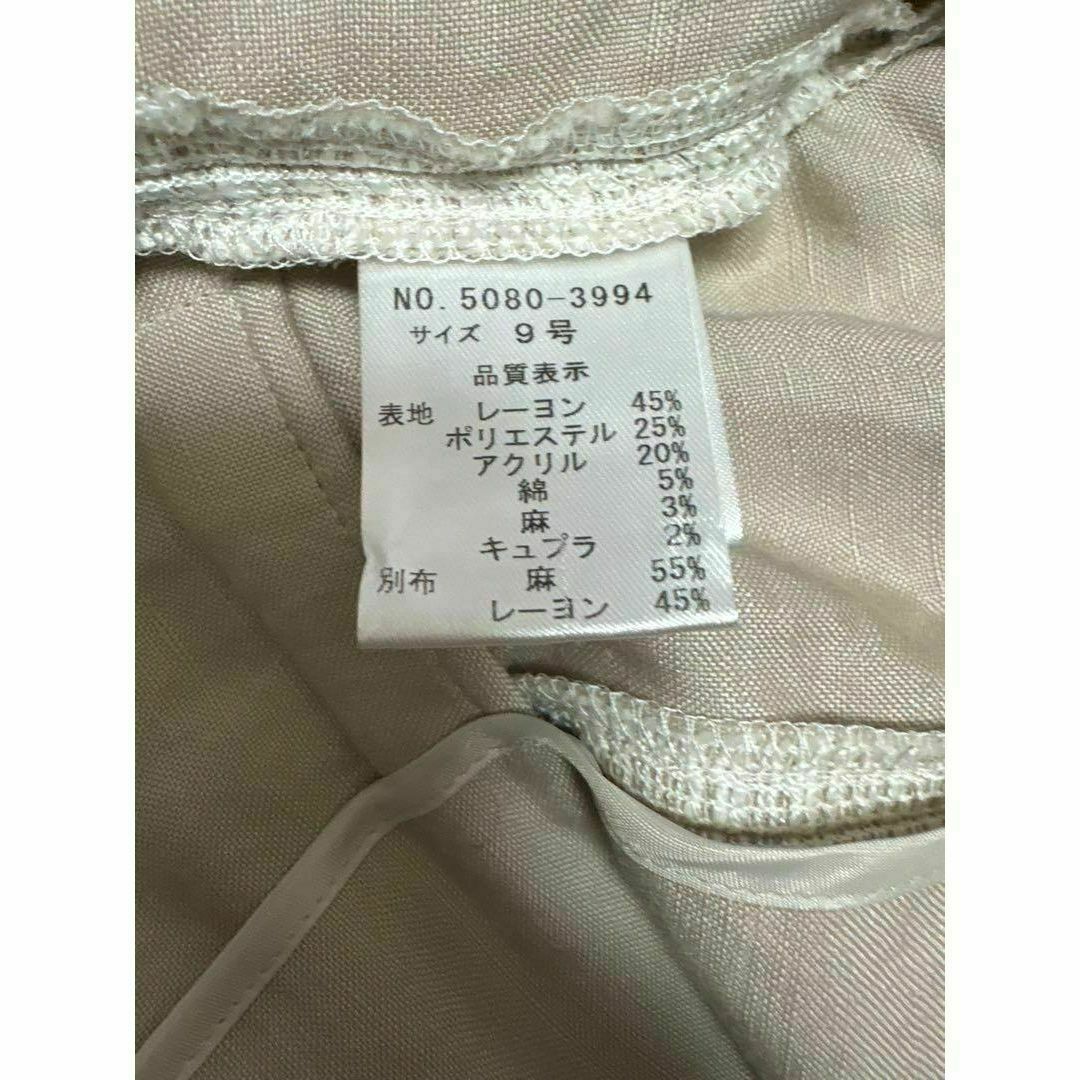 NO. 5080-3994
サイズ 9号
品質表示
表地 レーヨン 45%
ポリエステル 25%
アクリル 20%
綿 5%
麻 3%
キュプラ 2%
別布 麻 55%
レーヨン 45%